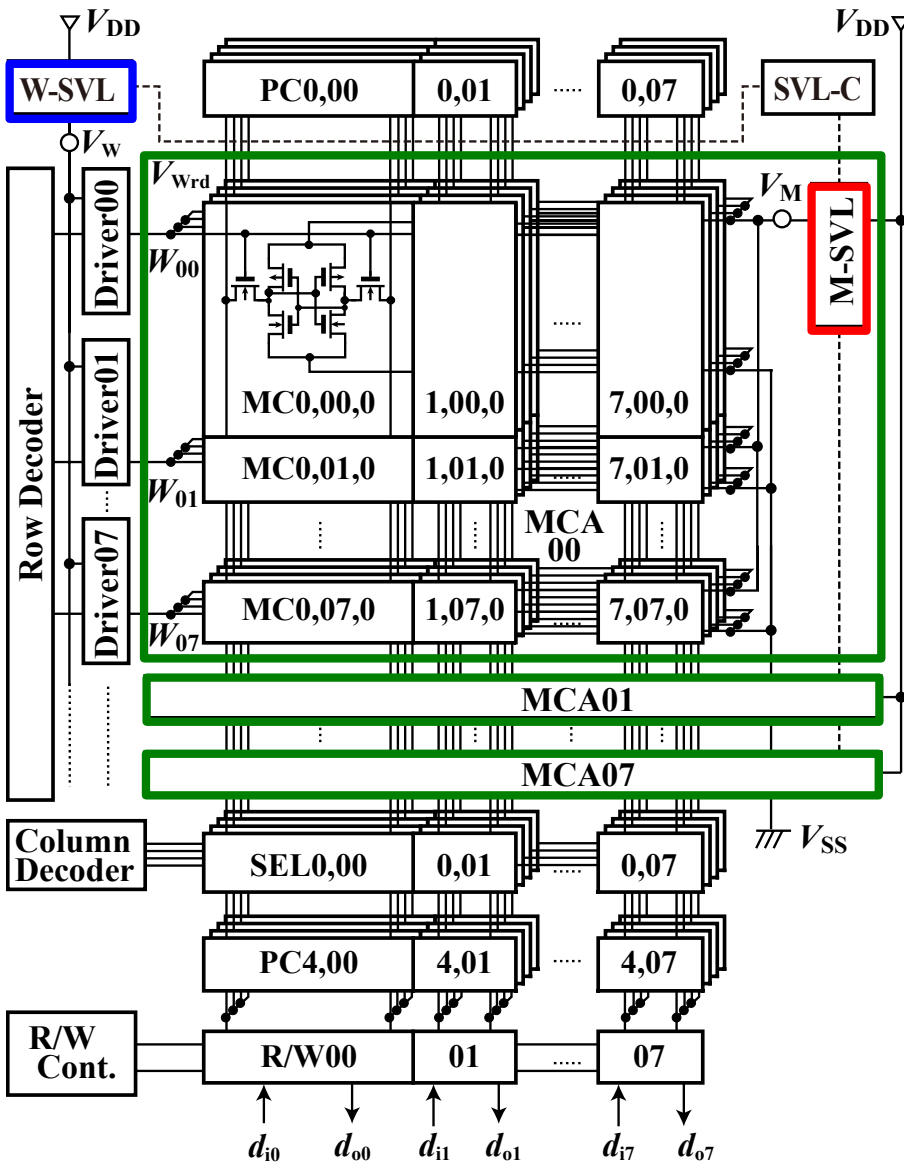 VDD
VDD
W-SVL
PC0,00
0,01
.....
0,07
SVL-C
VW
VWrd
VM
Row Decoder
Driver00
W00
M-SVL
Driver01
.....
MC0,00,0
1,00,0
7,00,0
W01
MC0,01,0
1,01,0
.....
7,01,0
MCA
00
Driver07
W07
MC0,07,0
1,07,0
.....
7,07,0
MCA01
MCA07
VSS
Column
Decoder
SEL0,00
0,01
.....
0,07
PC4,00
4,01
.....
4,07
R/W
Cont.
R/W00
01
.....
07
di0
do0
di1
do1
di7
do7